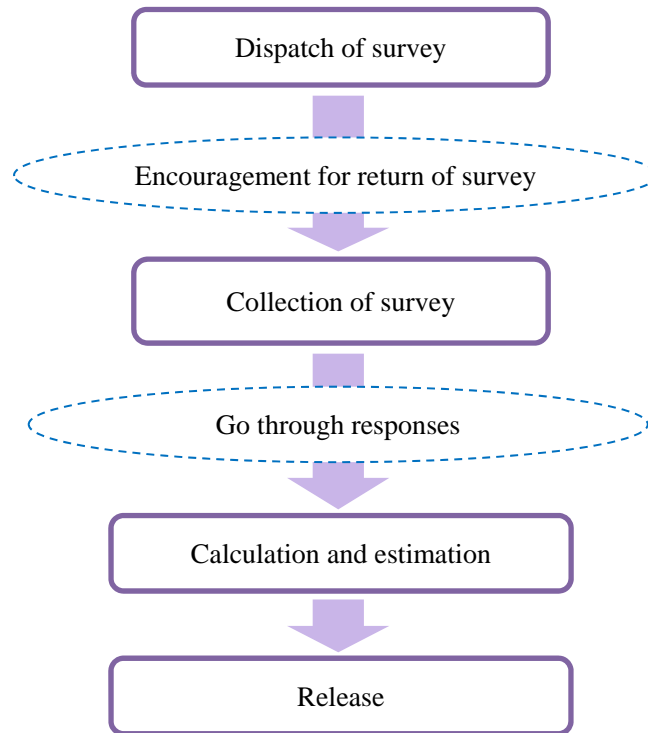 Dispatch of survey
Encouragement for return of survey
Collection of survey
Go through responses
Calculation and estimation
Release